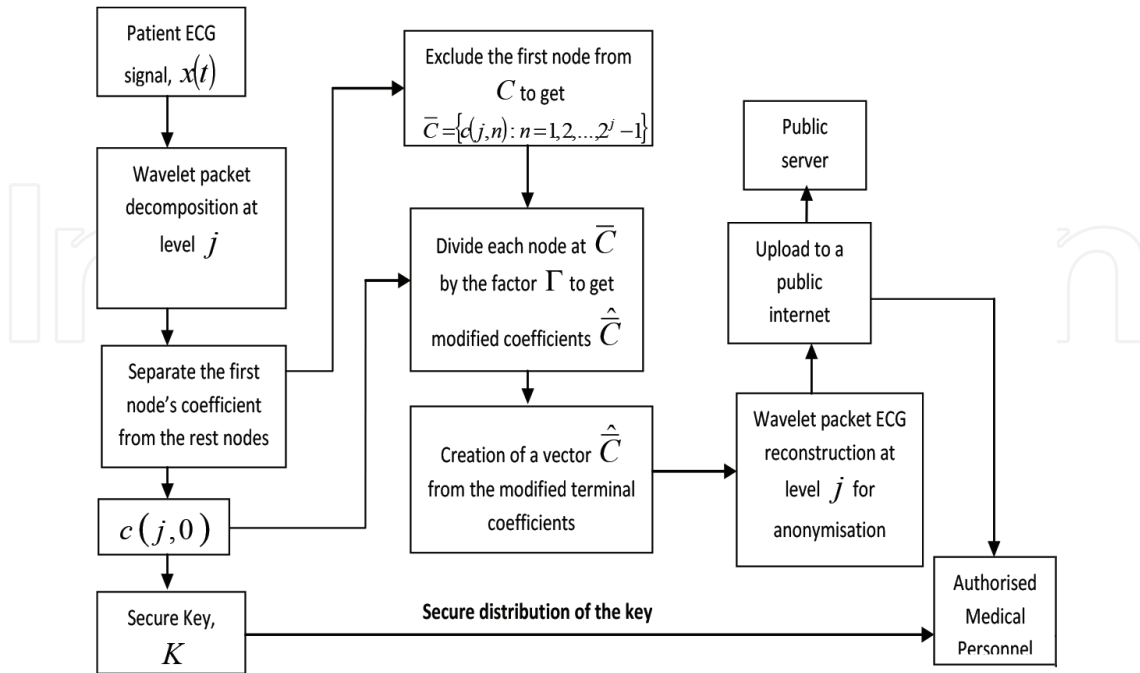 Patient ECG
signal, x(t)
Wavelet packet
decomposition at
level j
Separate the first
node's coefficient
from the rest nodes
c(j,0)
Secure Key,
K
Exclude the first node from
C to get
C̅={c(j,n):n=1,2,...,2^j −1}
Divide each node at C̅
by the factor Γ to get
modified coefficients Ĉ̅
Creation of a vector Ĉ̅
from the modified terminal
coefficients
Secure distribution of the key
Wavelet packet ECG
reconstruction at
level j for
anonymisation
Upload to a
public
internet
Public
server
Authorised
Medical
Personnel